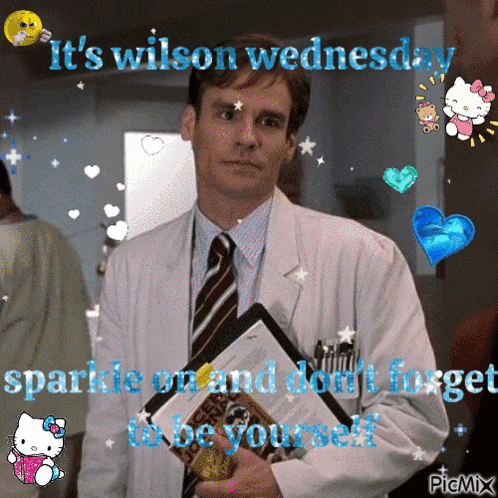 It's wilson wednesday
sparkle on and don't forget
to be yourself
PicMix